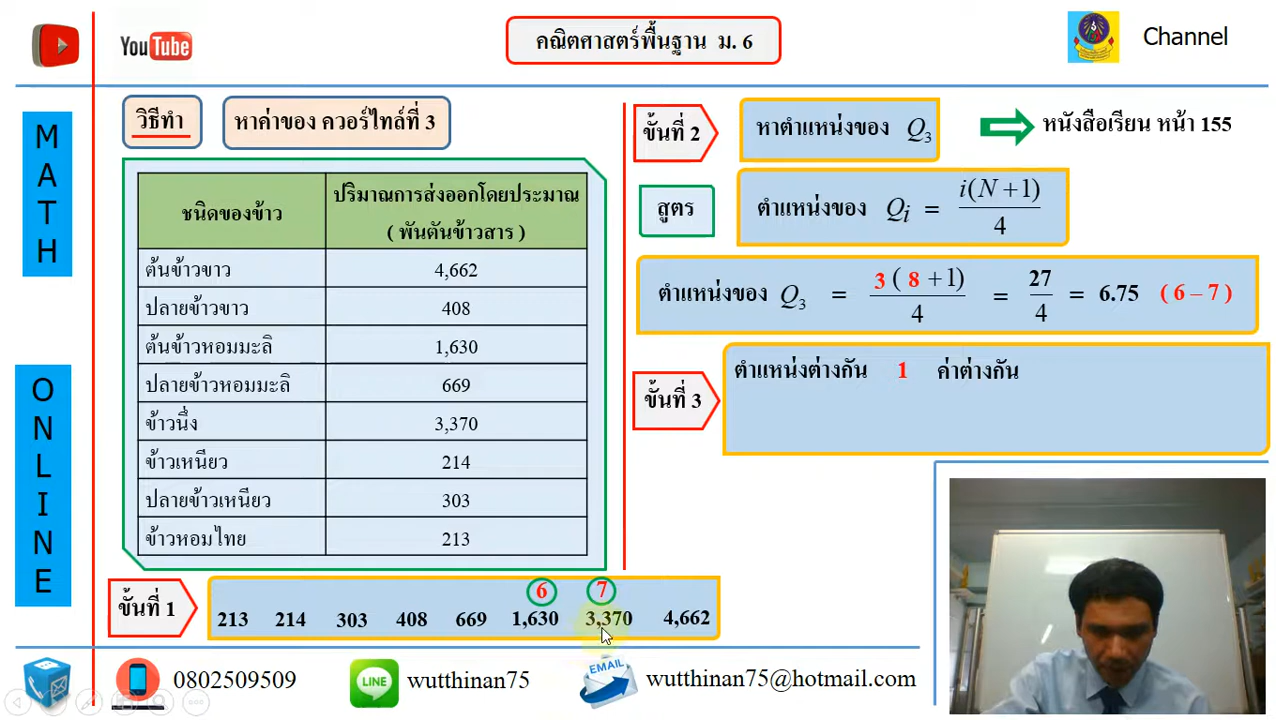 YouTube
คณิตศาสตร์พื้นฐาน ม. 6
Channel
MATH
ONLINE
วิธีทำ
หาค่าของ ควอร์ไทล์ที่ 3
ชนิดของข้าว
ปริมาณการส่งออกโดยประมาณ
( พันตันข้าวสาร )
ต้นข้าวขาว 4,662
ปลายข้าวขาว 408
ต้นข้าวหอมมะลิ 1,630
ปลายข้าวหอมมะลิ 669
ข้าวนึ่ง 3,370
ข้าวเหนียว 214
ปลายข้าวเหนียว 303
ข้าวหอมไทย 213
ขั้นที่ 1
6 7
213 214 303 408 669 1,630 3,370 4,662
ขั้นที่ 2
หาตำแหน่งของ Q3
หนังสือเรียน หน้า 155
สูตร
ตำแหน่งของ Qi = i(N+1)/4
ตำแหน่งของ Q3 = 3(8+1)/4 = 27/4 = 6.75 (6–7)
ขั้นที่ 3
ตำแหน่งต่างกัน 1 ค่าต่างกัน
0802509509
LINE
wutthinan75
EMAIL
wutthinan75@hotmail.com